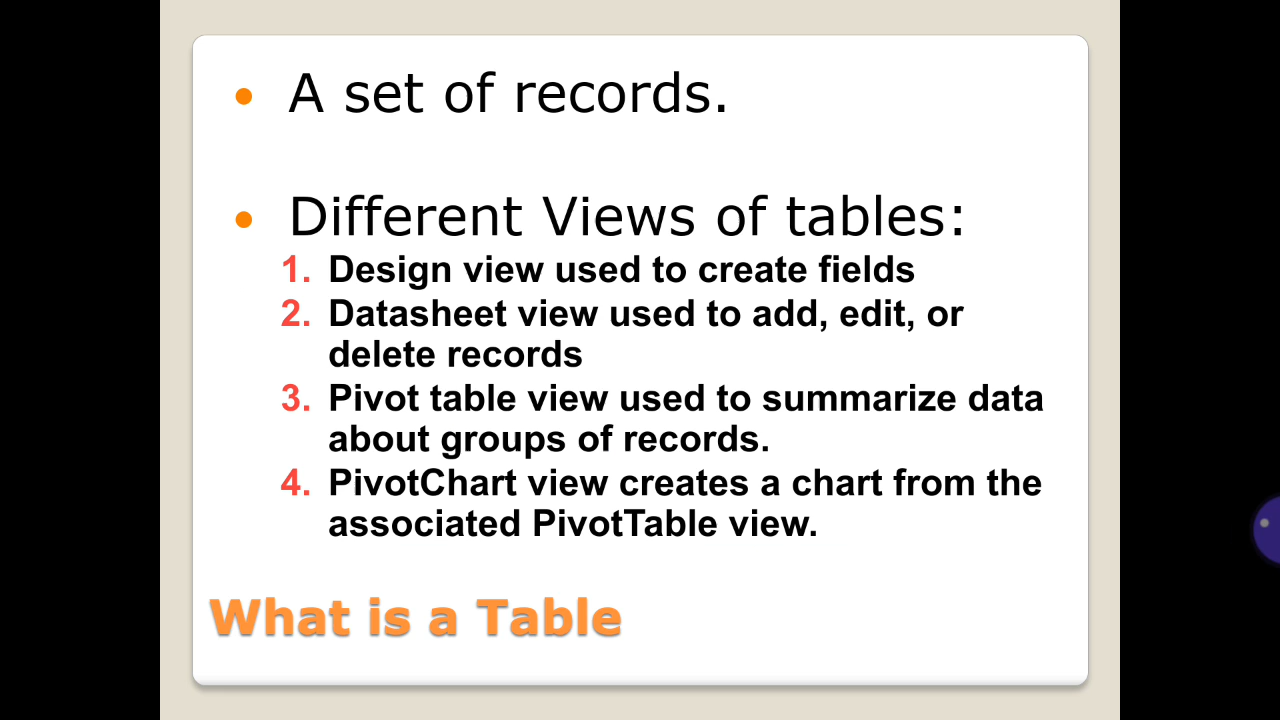 • A set of records.
• Different Views of tables:
1. Design view used to create fields
2. Datasheet view used to add, edit, or
delete records
3. Pivot table view used to summarize data
about groups of records.
4. PivotChart view creates a chart from the
associated PivotTable view.
What is a Table